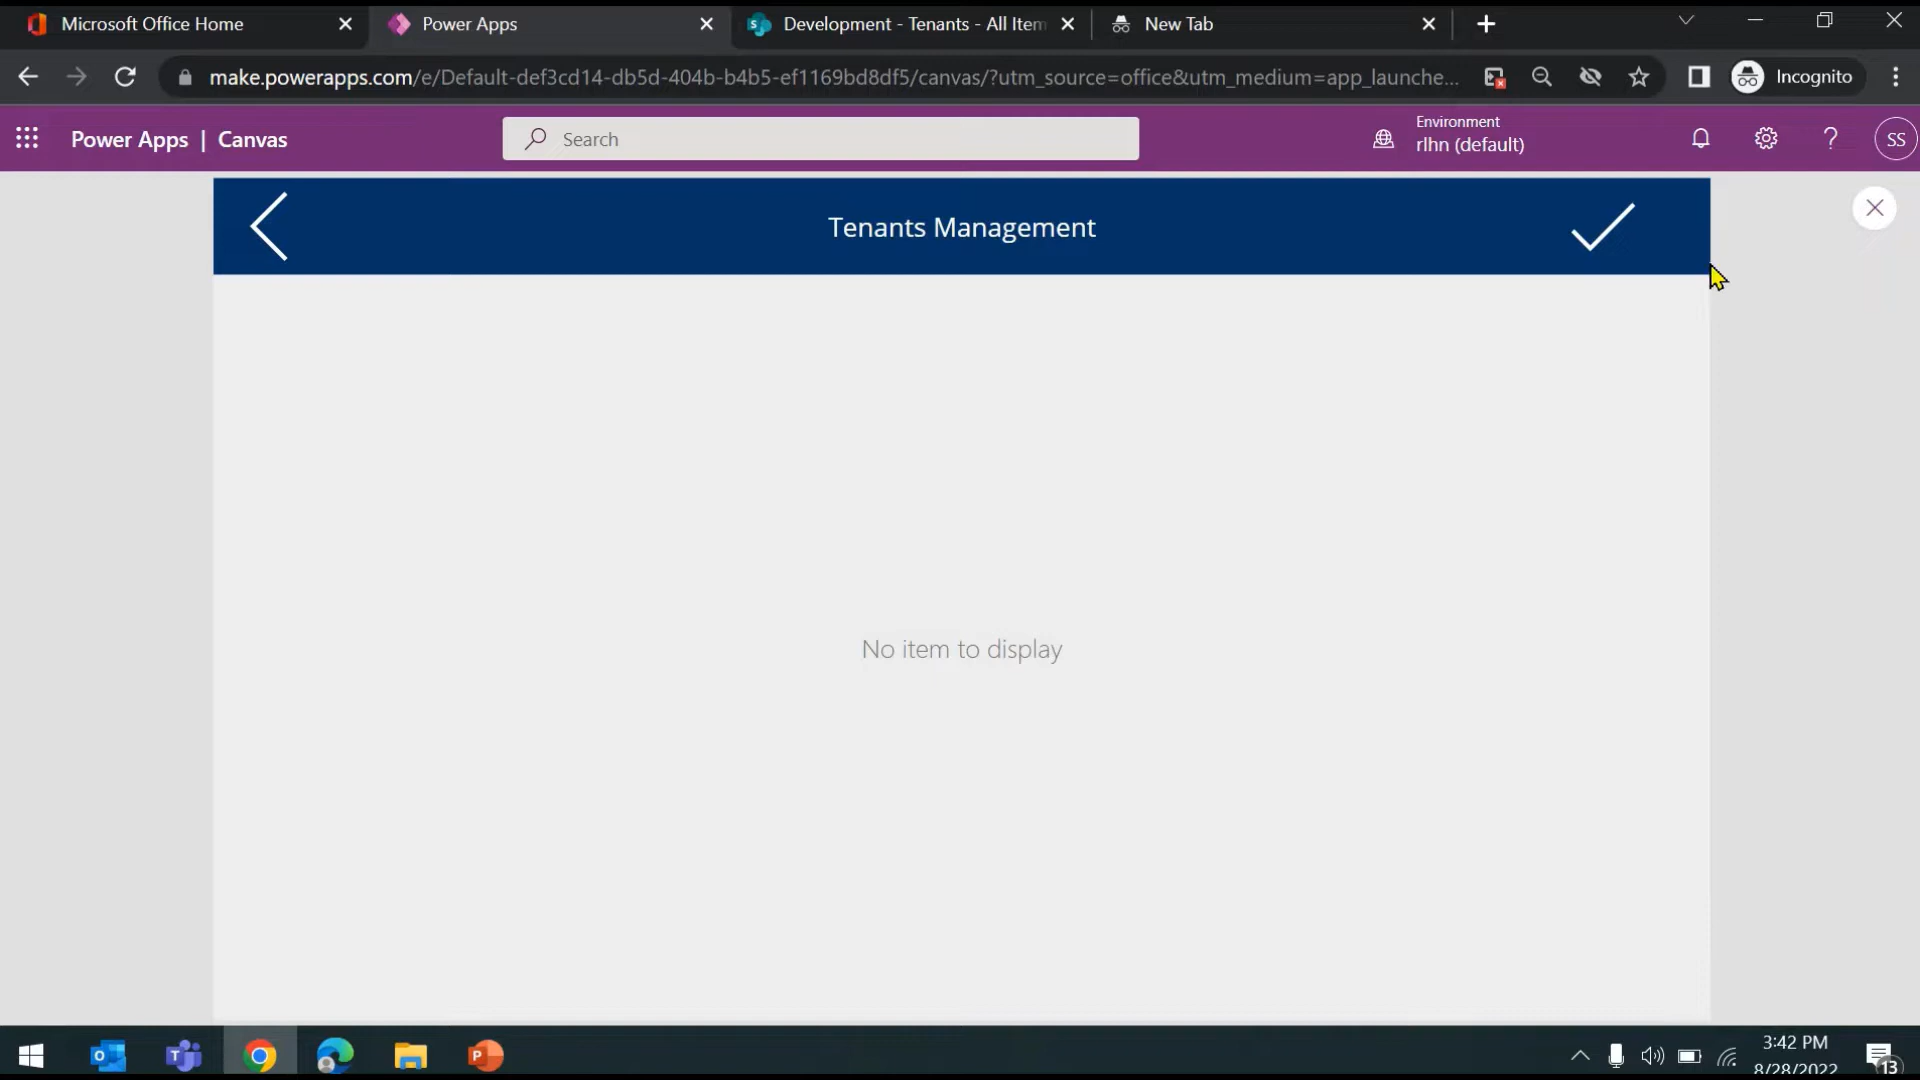 Microsoft Office Home
Power Apps
Development - Tenants - All Item
New Tab
make.powerapps.com/e/Default-def3cd14-db5d-404b-b4b5-ef1169bd8df5/canvas/?utm_source=office&utm_medium=app_launche...
Incognito
Power Apps | Canvas
Search
Environment
rlhn (default)
SS
Tenants Management
No item to display
3:42 PM
8/28/2022
13